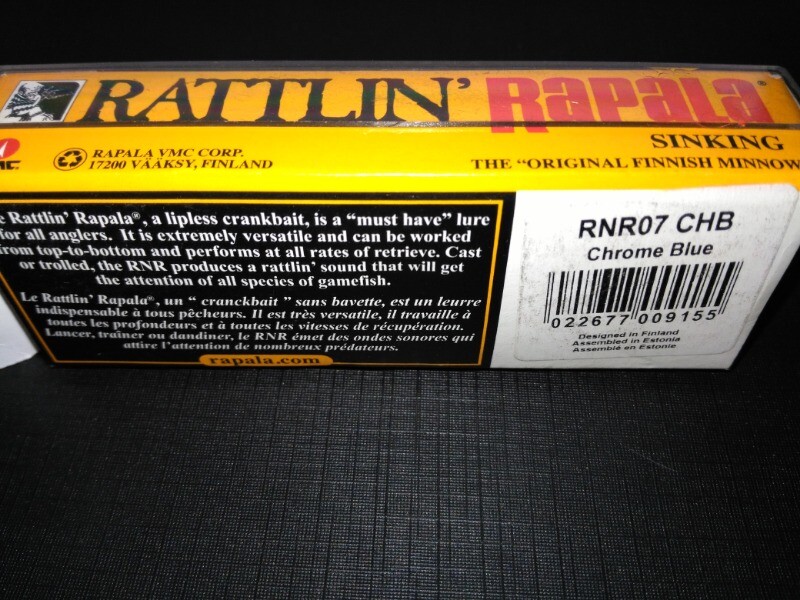 RATTLIN' Rapala®
SINKING
RAPALA VMC CORP.
17200 VÄÄKSY, FINLAND
THE “ORIGINAL FINNISH MINNOW
e Rattlin’ Rapala®, a lipless crankbait, is a “must have” lure
for all anglers. It is extremely versatile and can be worked
from top-to-bottom and performs at all rates of retrieve. Cast
or trolled, the RNR produces a rattlin’ sound that will get
the attention of all species of gamefish.
Le Rattlin’ Rapala®, un “ cranckbait ” sans bavette, est un leurre
indispensable à tous pêcheurs. Il est très versatile, il travaille à
toutes les profondeurs et à toutes les vitesses de récupération.
Lancer, traîner ou dandiner, le RNR émet des ondes sonores qui
attire l’attention de nombreux prédateurs.
rapala.com
RNR07 CHB
Chrome Blue
022677 009155
Designed in Finland
Assembled in Estonia
Assemblé en Estonie